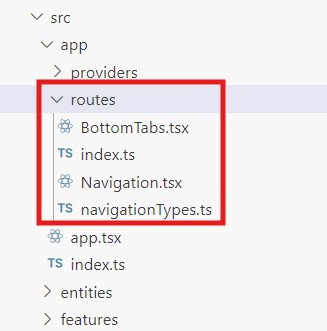 src
app
providers
routes
BottomTabs.tsx
TS index.ts
Navigation.tsx
TS navigationTypes.ts
app.tsx
TS index.ts
entities
features